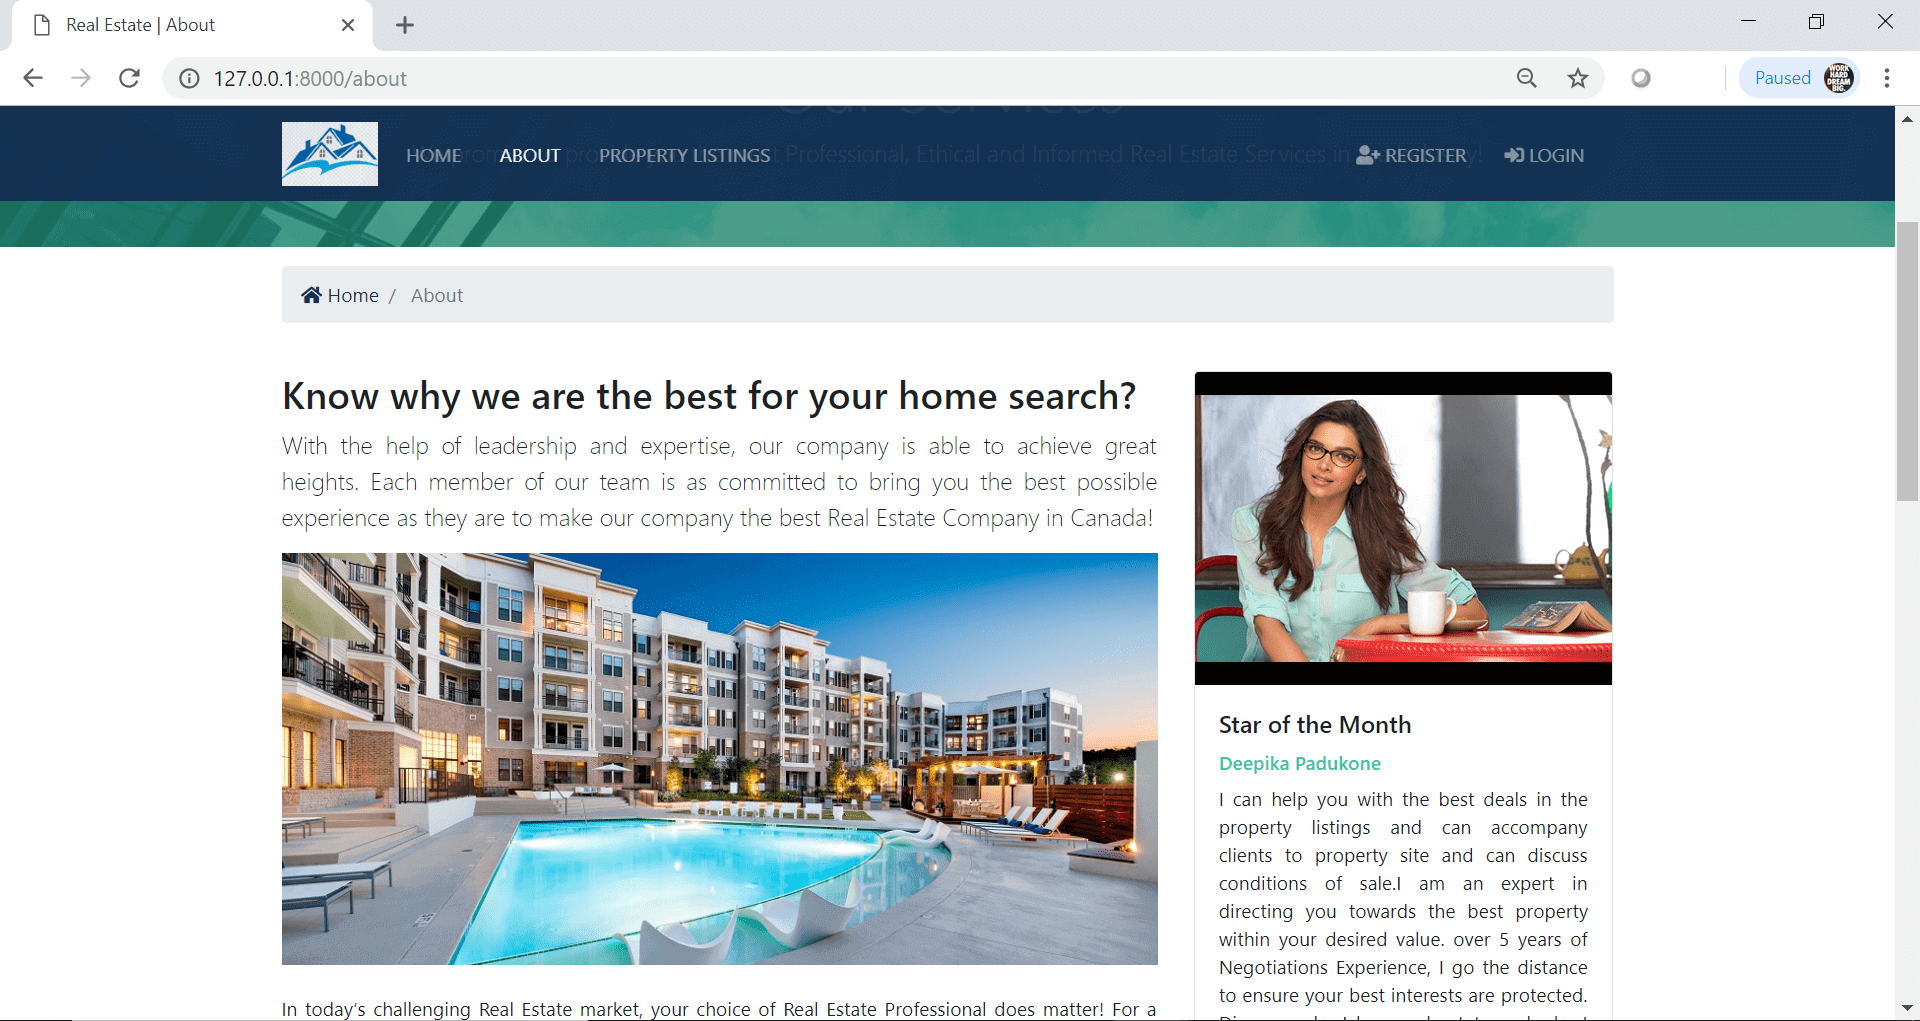 Real Estate | About
127.0.0.1:8000/about
Paused
WORK HARD DREAM BIG.
Our Services
HOME
ABOUT
PROPERTY LISTINGS
Professional, Ethical and Informed Real Estate Services in
REGISTER
LOGIN
Home / About
Know why we are the best for your home search?
With the help of leadership and expertise, our company is able to achieve great
heights. Each member of our team is as committed to bring you the best possible
experience as they are to make our company the best Real Estate Company in Canada!
In today’s challenging Real Estate market, your choice of Real Estate Professional does matter! For a
Star of the Month
Deepika Padukone
I can help you with the best deals in the
property listings and can accompany
clients to property site and can discuss
conditions of sale.I am an expert in
directing you towards the best property
within your desired value. over 5 years of
Negotiations Experience, I go the distance
to ensure your best interests are protected.